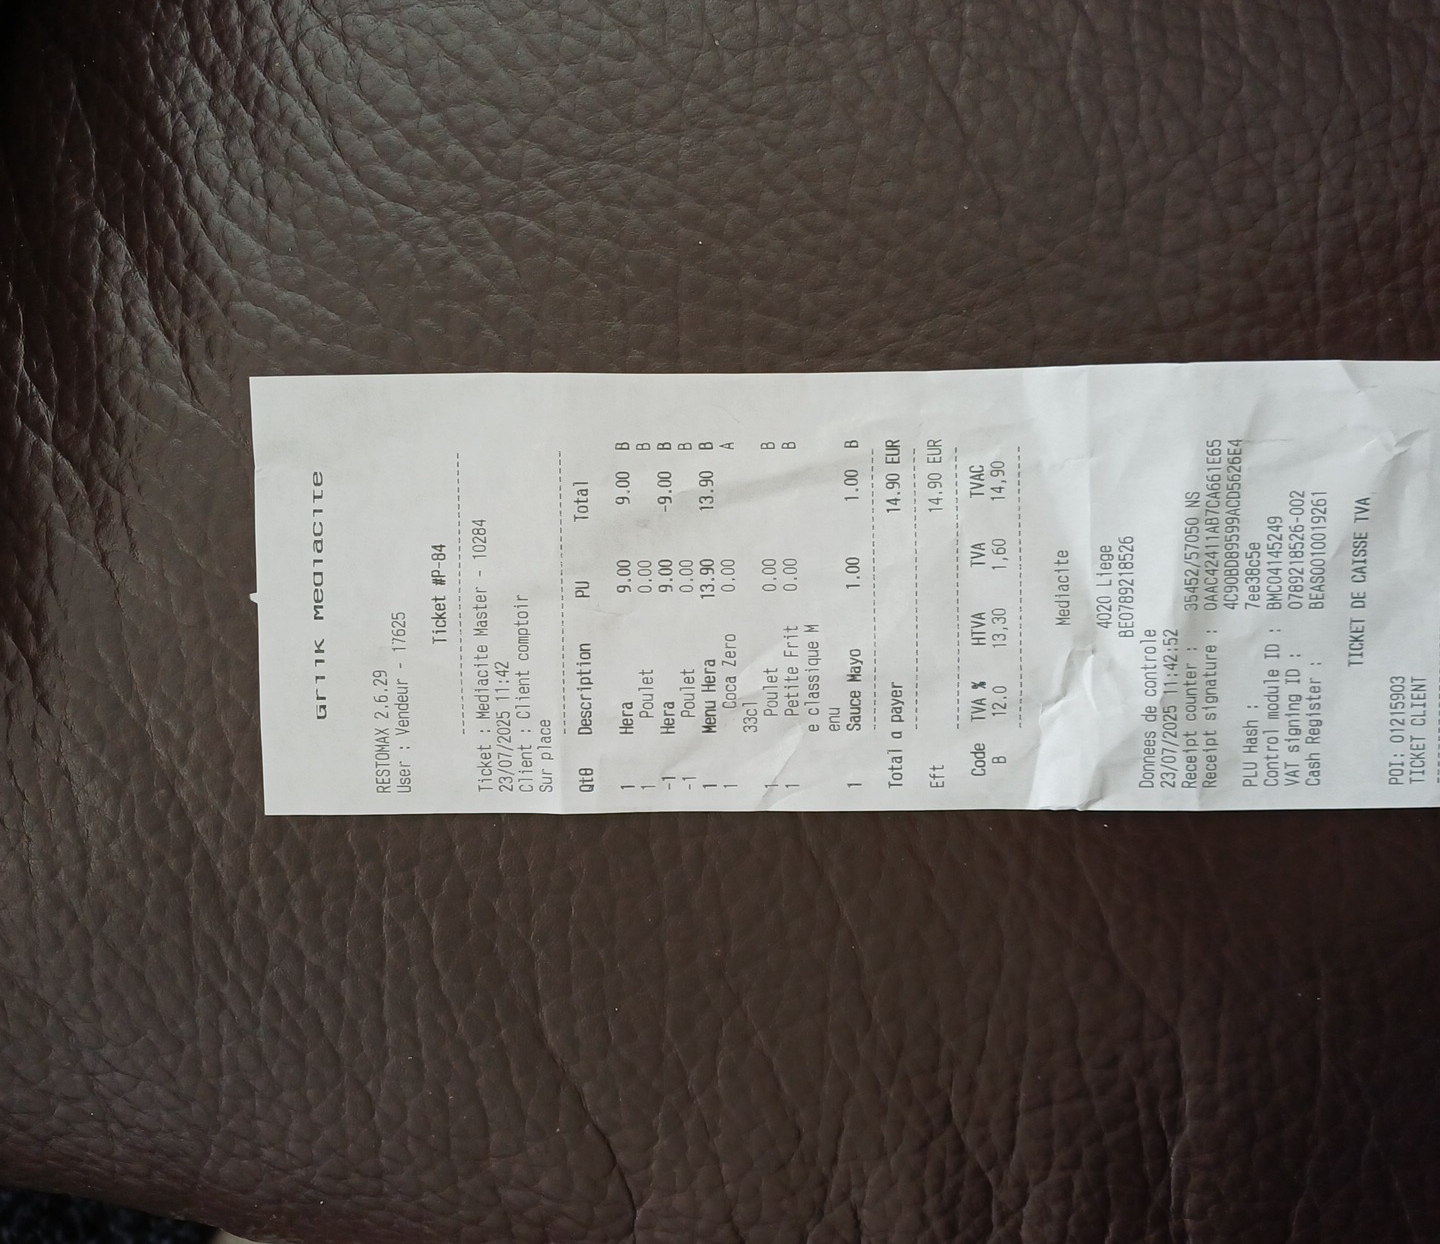 Grilk Mediacite
RESTOMAX 2.6.29
User : Vendeur - 17625
Ticket #P-84
Ticket : Mediacite Master - 10284
23/07/2025 11:42
Client : Client comptoir
Sur place
Qté Description PU Total
1 Hera 9.00 9.00 B
1 Poulet 0.00 B
-1 Hera 9.00 -9.00 B
-1 Poulet 0.00 B
1 Menu Hera 13.90 13.90 B
1 Coca Zero 0.00 A
33cl
1 Poulet 0.00 B
1 Petite Frit 0.00 B
e classique M
enu
1 Sauce Mayo 1.00 1.00 B
Total a payer 14.90 EUR
Eft 14.90 EUR
Code TVA % HTVA TVA TVAC
B 12.0 13,30 1,60 14,90
Mediacite
4020 Liege
BE0789218526
Donnees de controle
23/07/2025 11:42:52
Receipt counter : 35452/57050 NS
Receipt signature : 0AAC42411AB7CA661E65
4C90BD89599ACD5626E4
PLU Hash : 7ee38c5e
Control module ID : BMC04145249
VAT signing ID : 0789218526-002
Cash Register : BEAS0010019261
TICKET DE CAISSE TVA
POI: 01215903
TICKET CLIENT